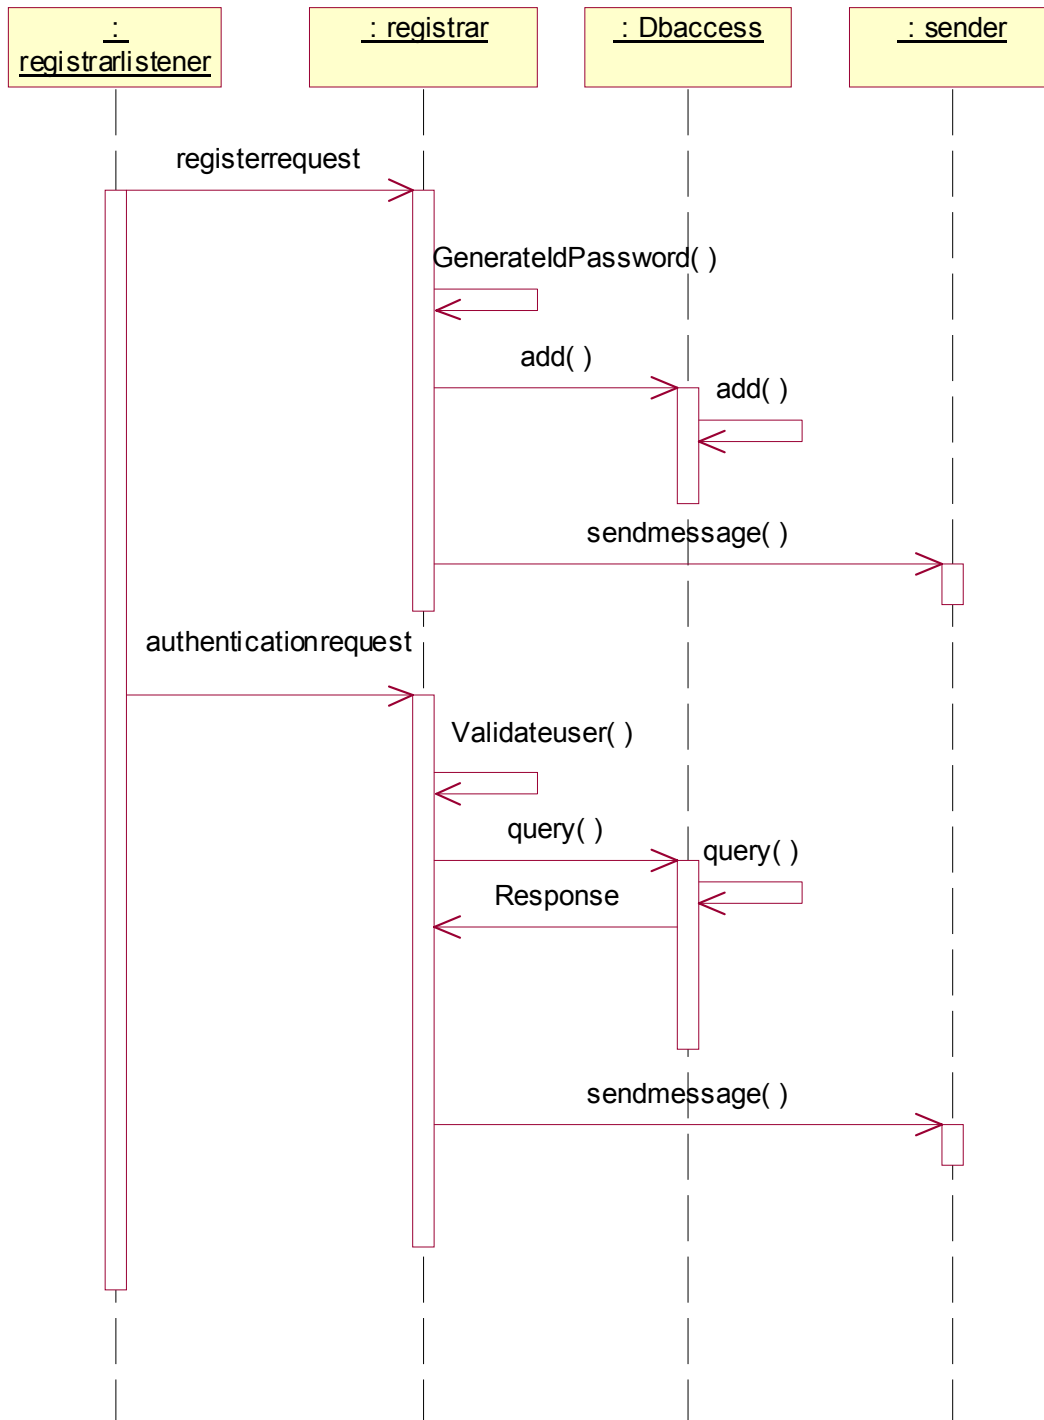 :
registrarlistener
: registrar
: Dbaccess
: sender
registerrequest
GenerateIdPassword( )
add( )
add( )
sendmessage( )
authenticationrequest
Validateuser( )
query( )
query( )
Response
sendmessage( )